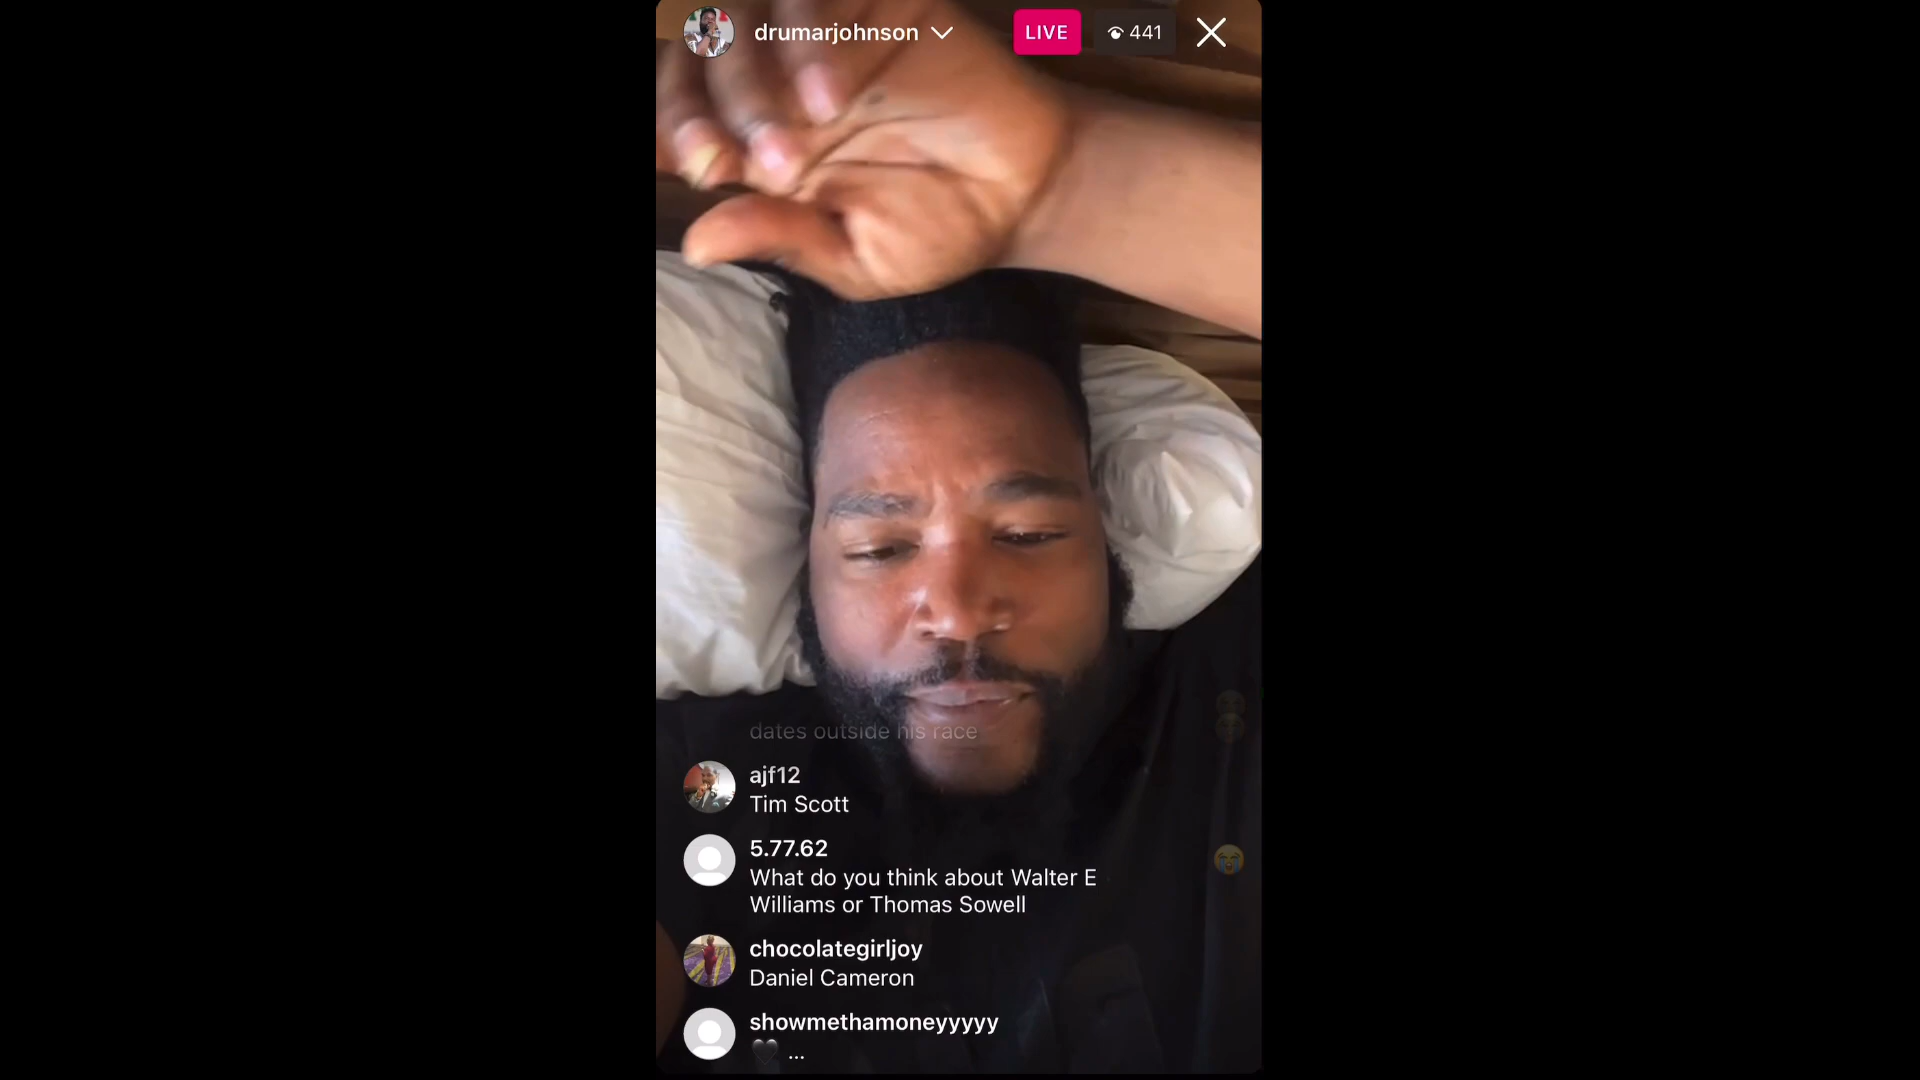 drumarjohnson
LIVE
441
dates outside his race
ajf12
Tim Scott
5.77.62
What do you think about Walter E
Williams or Thomas Sowell
chocolategirljoy
Daniel Cameron
showmethamoneyyyyy
🖤 ...